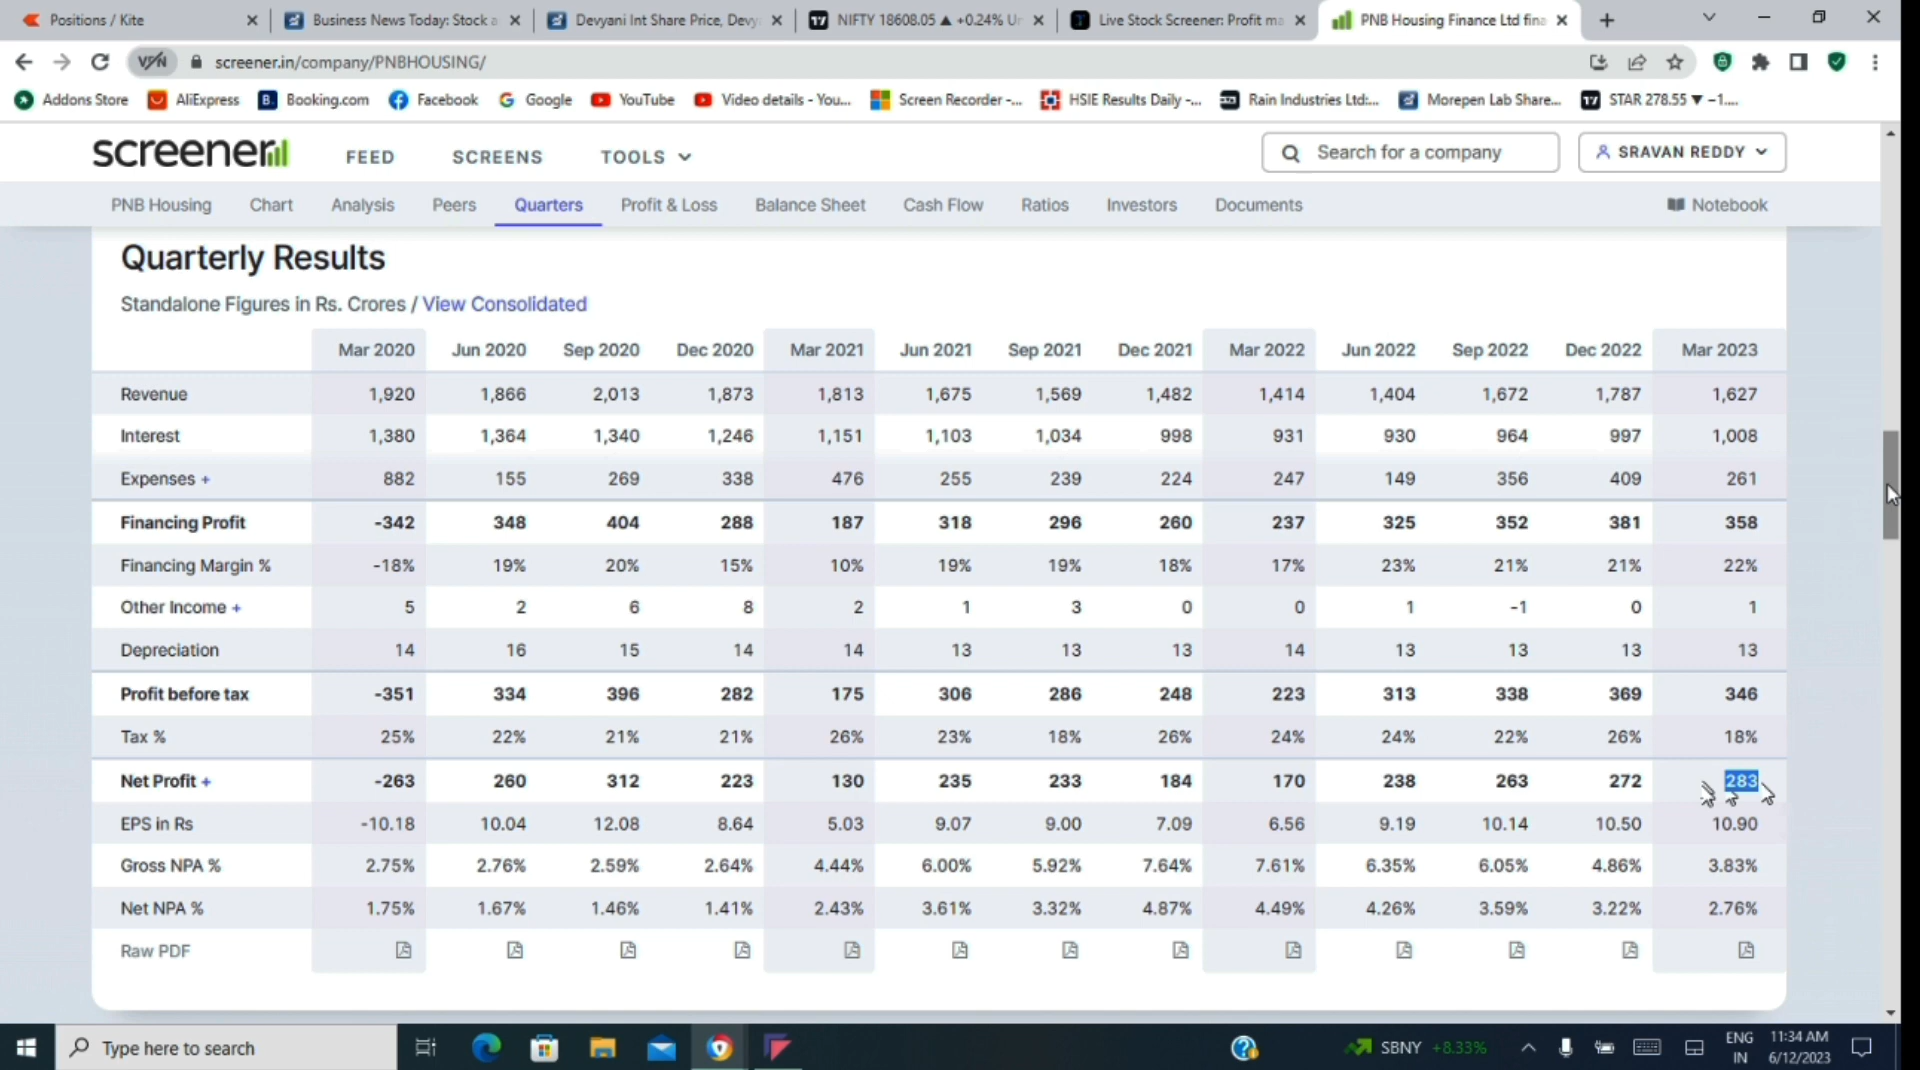 Positions / Kite
Business News Today: Stock a
Devyani Int Share Price, Devy
NIFTY 18608.05 ▲ +0.24% Un
Live Stock Screener: Profit ma
PNB Housing Finance Ltd fina
VPN
screener.in/company/PNBHOUSING/
Addons Store
AliExpress
Booking.com
Facebook
Google
YouTube
Video details - You...
Screen Recorder -...
HSIE Results Daily -...
Rain Industries Ltd:...
Morepen Lab Share...
STAR 278.55 ▼ −1....
screener
FEED
SCREENS
TOOLS
Search for a company
SRAVAN REDDY
PNB Housing
Chart
Analysis
Peers
Quarters
Profit & Loss
Balance Sheet
Cash Flow
Ratios
Investors
Documents
Notebook
Quarterly Results
Standalone Figures in Rs. Crores / View Consolidated
Mar 2020 Jun 2020 Sep 2020 Dec 2020 Mar 2021 Jun 2021 Sep 2021 Dec 2021 Mar 2022 Jun 2022 Sep 2022 Dec 2022 Mar 2023
Revenue 1,920 1,866 2,013 1,873 1,813 1,675 1,569 1,482 1,414 1,404 1,672 1,787 1,627
Interest 1,380 1,364 1,340 1,246 1,151 1,103 1,034 998 931 930 964 997 1,008
Expenses + 882 155 269 338 476 255 239 224 247 149 356 409 261
Financing Profit -342 348 404 288 187 318 296 260 237 325 352 381 358
Financing Margin % -18% 19% 20% 15% 10% 19% 19% 18% 17% 23% 21% 21% 22%
Other Income + 5 2 6 8 2 1 3 0 0 1 -1 0 1
Depreciation 14 16 15 14 14 13 13 13 14 13 13 13 13
Profit before tax -351 334 396 282 175 306 286 248 223 313 338 369 346
Tax % 25% 22% 21% 21% 26% 23% 18% 26% 24% 24% 22% 26% 18%
Net Profit + -263 260 312 223 130 235 233 184 170 238 263 272 283
EPS in Rs -10.18 10.04 12.08 8.64 5.03 9.07 9.00 7.09 6.56 9.19 10.14 10.50 10.90
Gross NPA % 2.75% 2.76% 2.59% 2.64% 4.44% 6.00% 5.92% 7.64% 7.61% 6.35% 6.05% 4.86% 3.83%
Net NPA % 1.75% 1.67% 1.46% 1.41% 2.43% 3.61% 3.32% 4.87% 4.49% 4.26% 3.59% 3.22% 2.76%
Raw PDF
Type here to search
SBNY +8.33%
ENG
IN
11:34 AM
6/12/2023